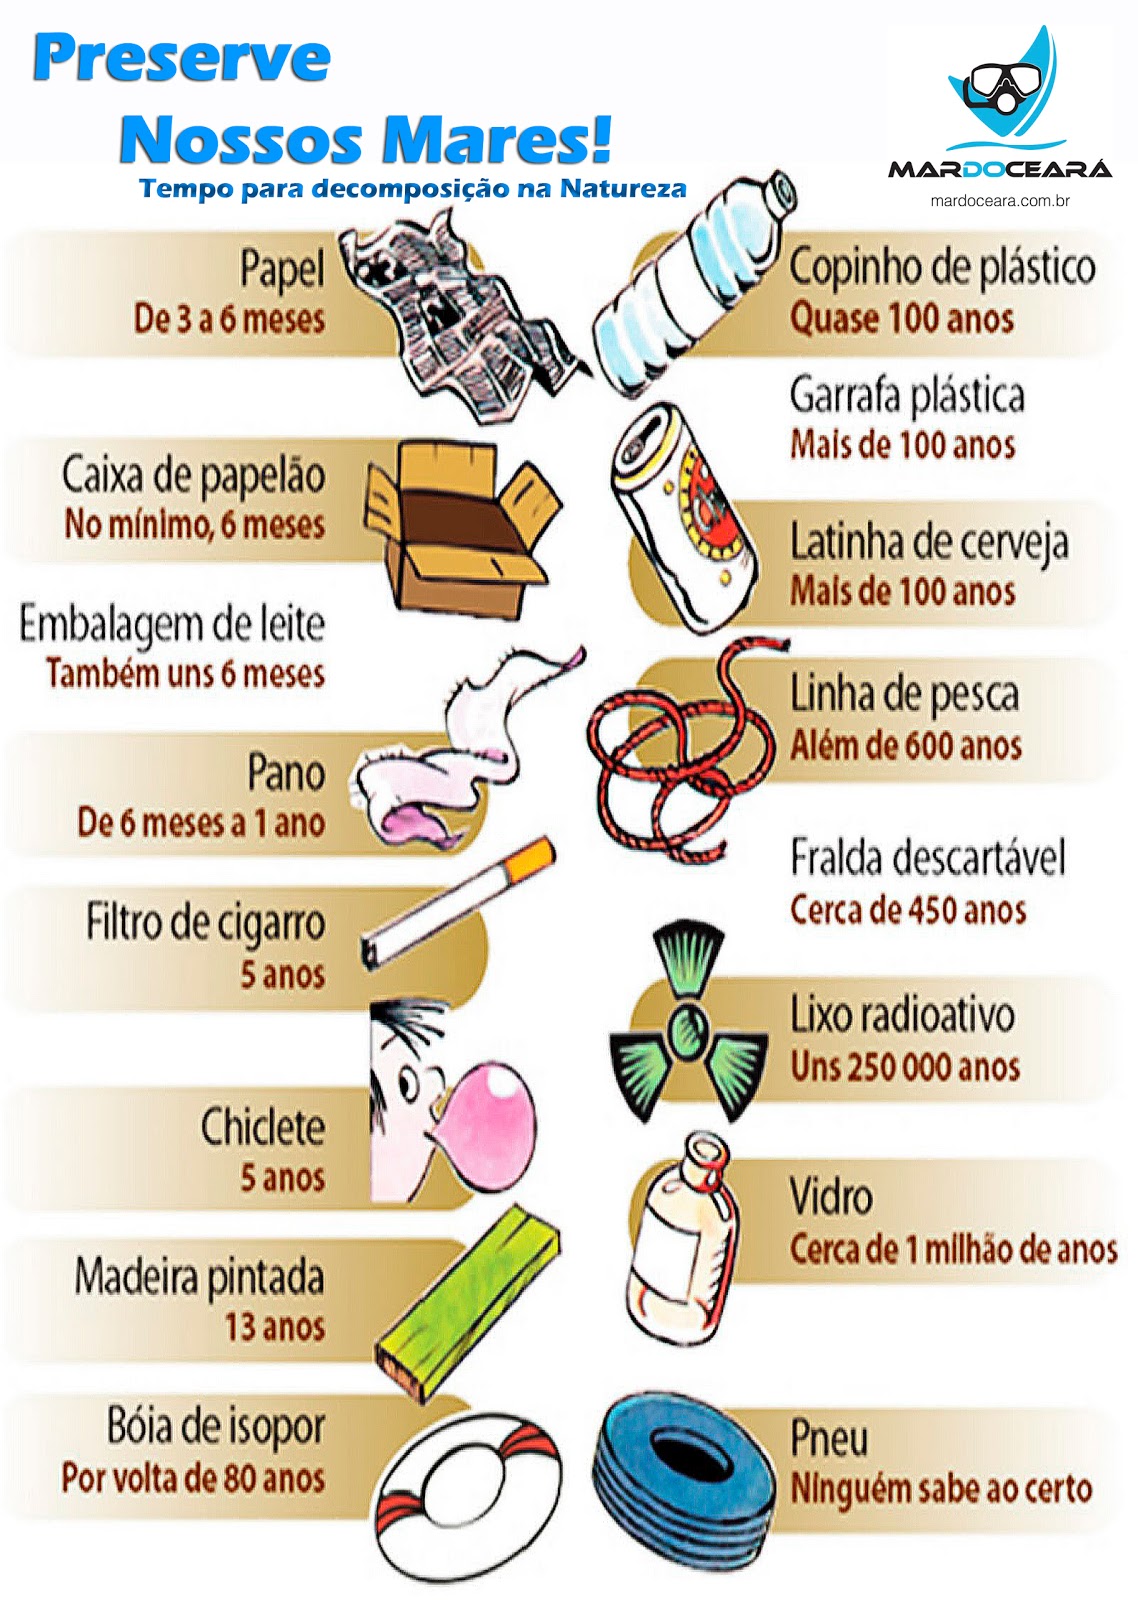 Preserve
Nossos Mares!
Tempo para decomposição na Natureza
MARDOCEARÁ
mardoceara.com.br
Papel
De 3 a 6 meses
Caixa de papelão
No mínimo, 6 meses
Embalagem de leite
Também uns 6 meses
Pano
De 6 meses a 1 ano
Filtro de cigarro
5 anos
Chiclete
5 anos
Madeira pintada
13 anos
Bóia de isopor
Por volta de 80 anos
Copinho de plástico
Quase 100 anos
Garrafa plástica
Mais de 100 anos
Latinha de cerveja
Mais de 100 anos
Linha de pesca
Além de 600 anos
Fralda descartável
Cerca de 450 anos
Lixo radioativo
Uns 250 000 anos
Vidro
Cerca de 1 milhão de anos
Pneu
Ninguém sabe ao certo